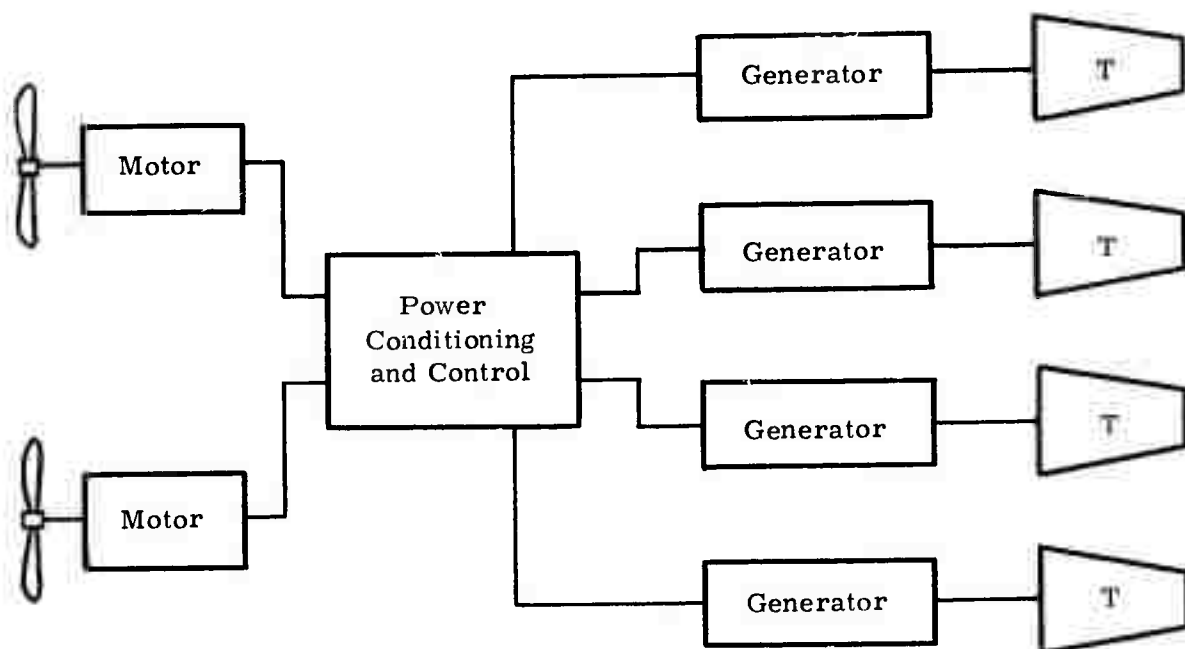 Generator
T
Motor
Generator
T
Power
Conditioning
and Control
Generator
T
Motor
Generator
T